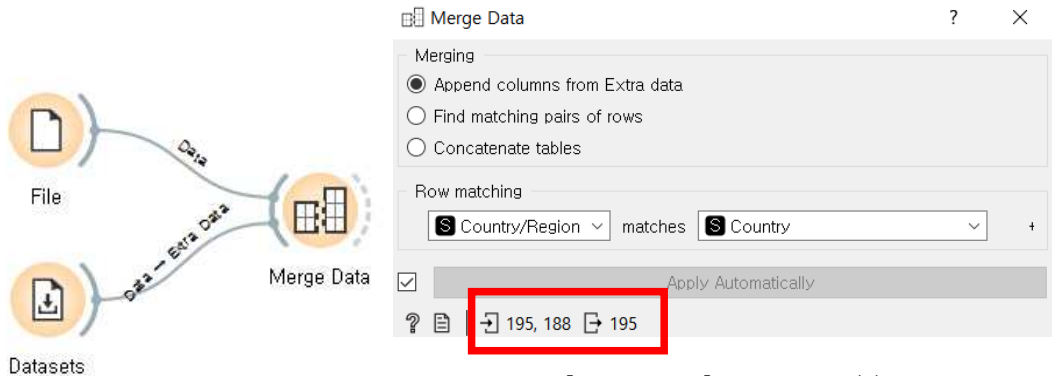 Merge Data ? ×
Merging
Append columns from Extra data
Find matching pairs of rows
Concatenate tables
Row matching
S Country/Region matches S Country +
Apply Automatically
? 195, 188 195
File
Data
Data → Extra Data
Merge Data
Datasets